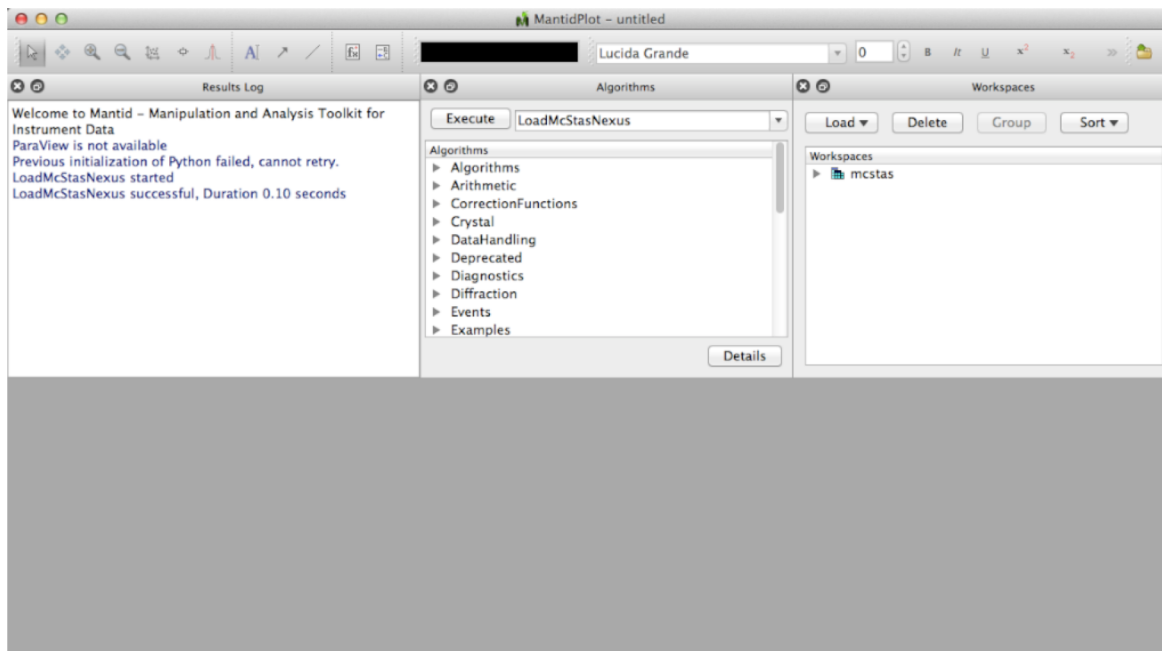 MantidPlot - untitled
A
fx
Lucida Grande
0
B
It
U
x²
x₂
»
Results Log
Welcome to Mantid - Manipulation and Analysis Toolkit for
Instrument Data
ParaView is not available
Previous initialization of Python failed, cannot retry.
LoadMcStasNexus started
LoadMcStasNexus successful, Duration 0.10 seconds
Algorithms
Execute
LoadMcStasNexus
Algorithms
Algorithms
Arithmetic
CorrectionFunctions
Crystal
DataHandling
Deprecated
Diagnostics
Diffraction
Events
Examples
Details
Workspaces
Load
Delete
Group
Sort
Workspaces
mcstas